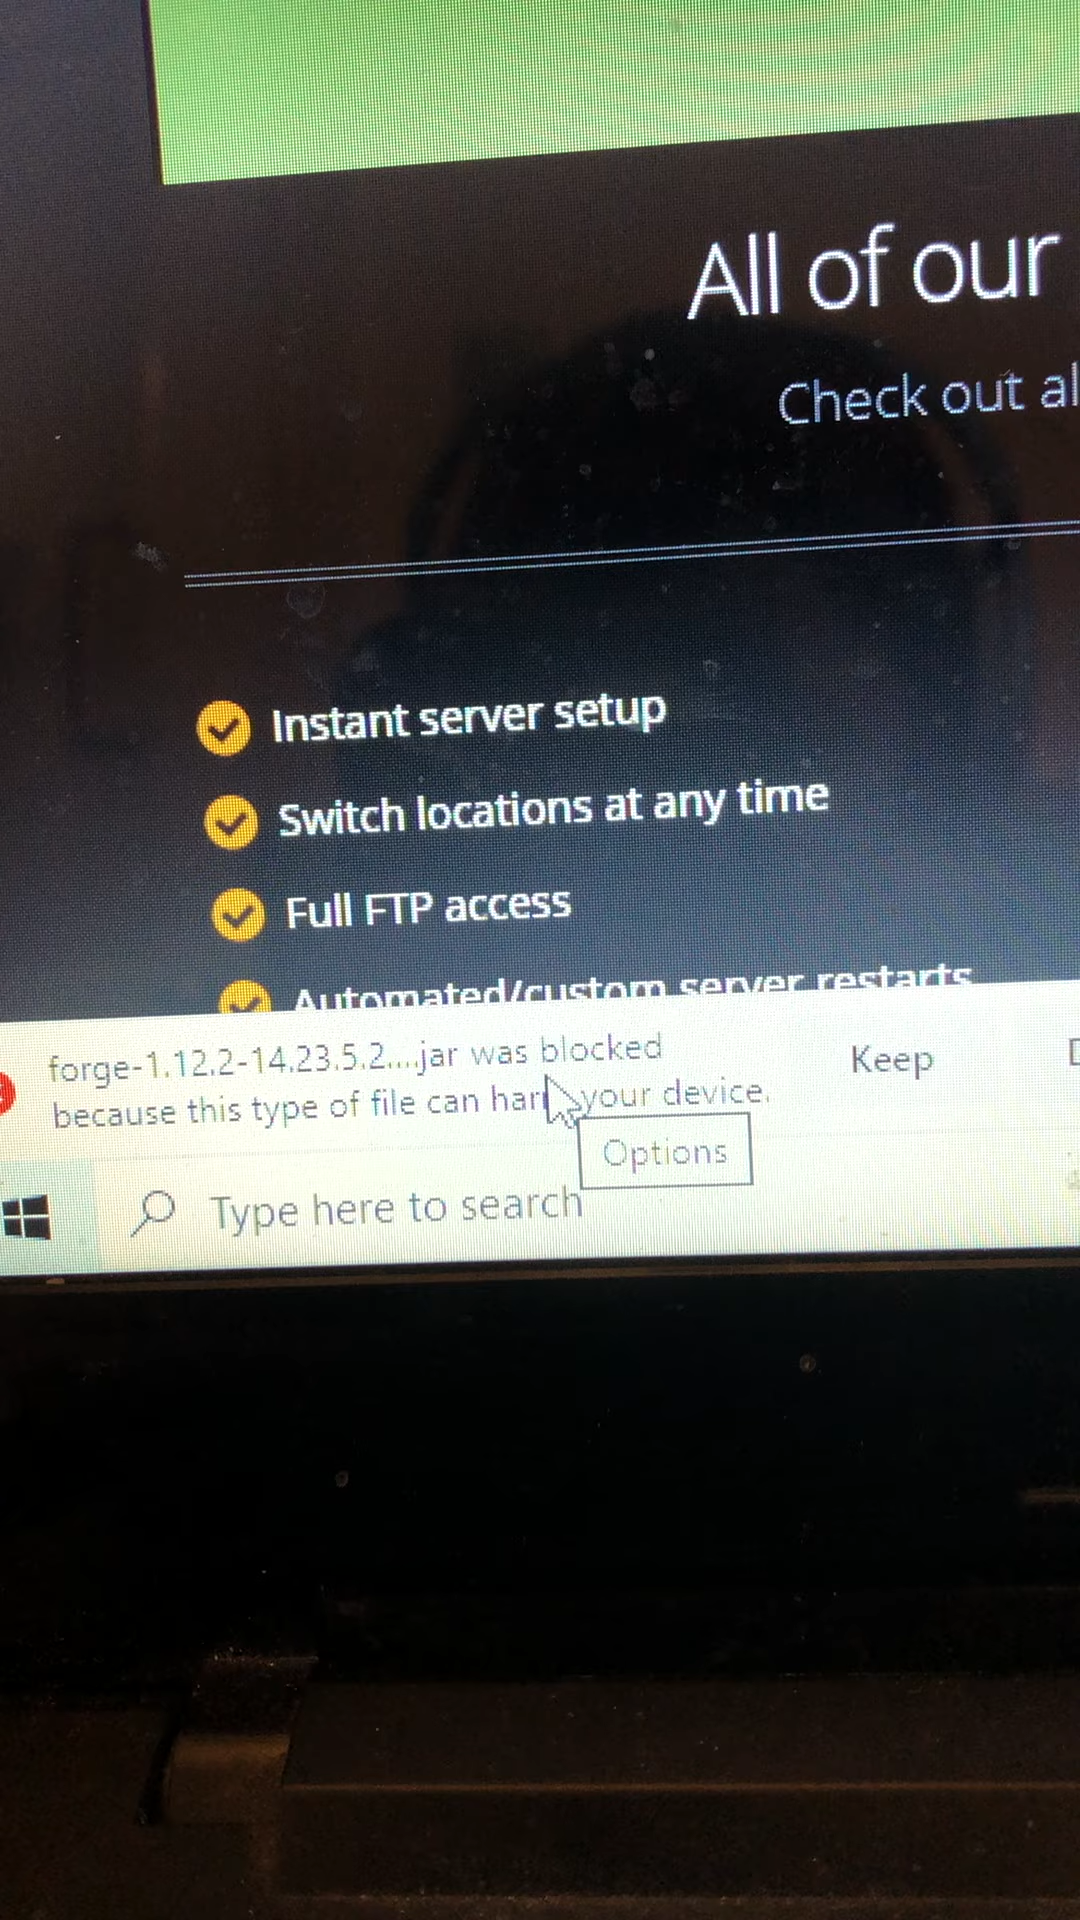 All of our
Check out al
Instant server setup
Switch locations at any time
Full FTP access
Automated/custom server restarts
forge-1.12.2-14.23.5.2....jar was blocked
because this type of file can har your device.
Keep
Options
Type here to search